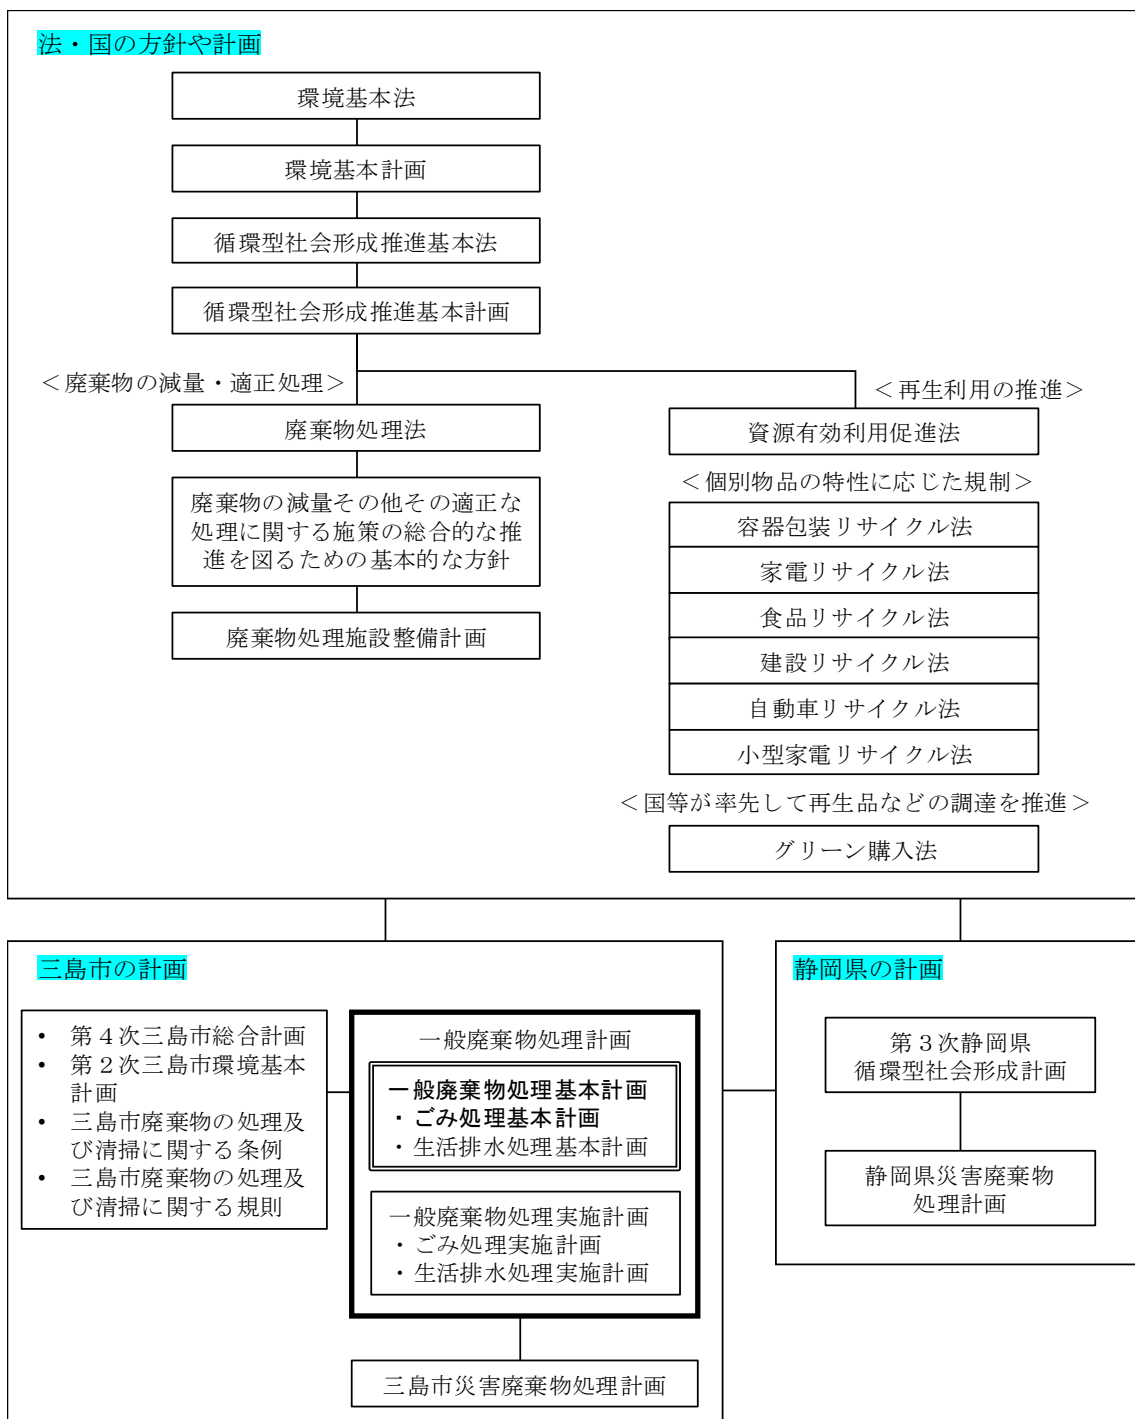 法・国の方針や計画
環境基本法
環境基本計画
循環型社会形成推進基本法
循環型社会形成推進基本計画
＜廃棄物の減量・適正処理＞
廃棄物処理法
廃棄物の減量その他その適正な
処理に関する施策の総合的な推
進を図るための基本的な方針
廃棄物処理施設整備計画
＜再生利用の推進＞
資源有効利用促進法
＜個別物品の特性に応じた規制＞
容器包装リサイクル法
家電リサイクル法
食品リサイクル法
建設リサイクル法
自動車リサイクル法
小型家電リサイクル法
＜国等が率先して再生品などの調達を推進＞
グリーン購入法
三島市の計画
• 第４次三島市総合計画
• 第２次三島市環境基本
計画
• 三島市廃棄物の処理及
び清掃に関する条例
• 三島市廃棄物の処理及
び清掃に関する規則
一般廃棄物処理計画
一般廃棄物処理基本計画
・ごみ処理基本計画
・生活排水処理基本計画
一般廃棄物処理実施計画
・ごみ処理実施計画
・生活排水処理実施計画
三島市災害廃棄物処理計画
静岡県の計画
第３次静岡県
循環型社会形成計画
静岡県災害廃棄物
処理計画